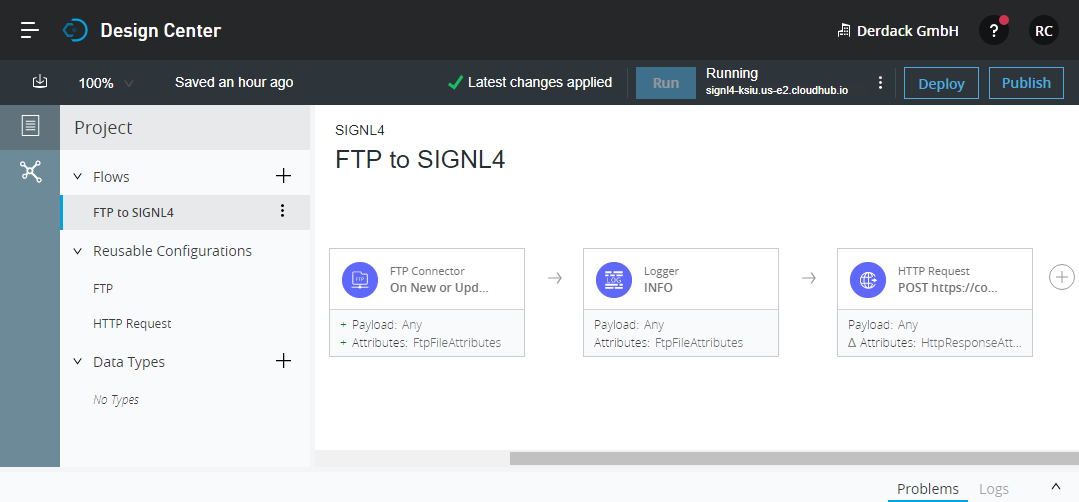 Design Center
Derdack GmbH
?
RC
100%
Saved an hour ago
Latest changes applied
Run
Running
signl4-ksiu.us-e2.cloudhub.io
Deploy
Publish
Project
Flows
FTP to SIGNL4
Reusable Configurations
FTP
HTTP Request
Data Types
No Types
SIGNL4
FTP to SIGNL4
FTP
FTP Connector
On New or Upd...
+ Payload: Any
+ Attributes: FtpFileAttributes
LOG
Logger
INFO
Payload: Any
Attributes: FtpFileAttributes
HTTP Request
POST https://co...
Payload: Any
Δ Attributes: HttpResponseAtt...
Problems
Logs